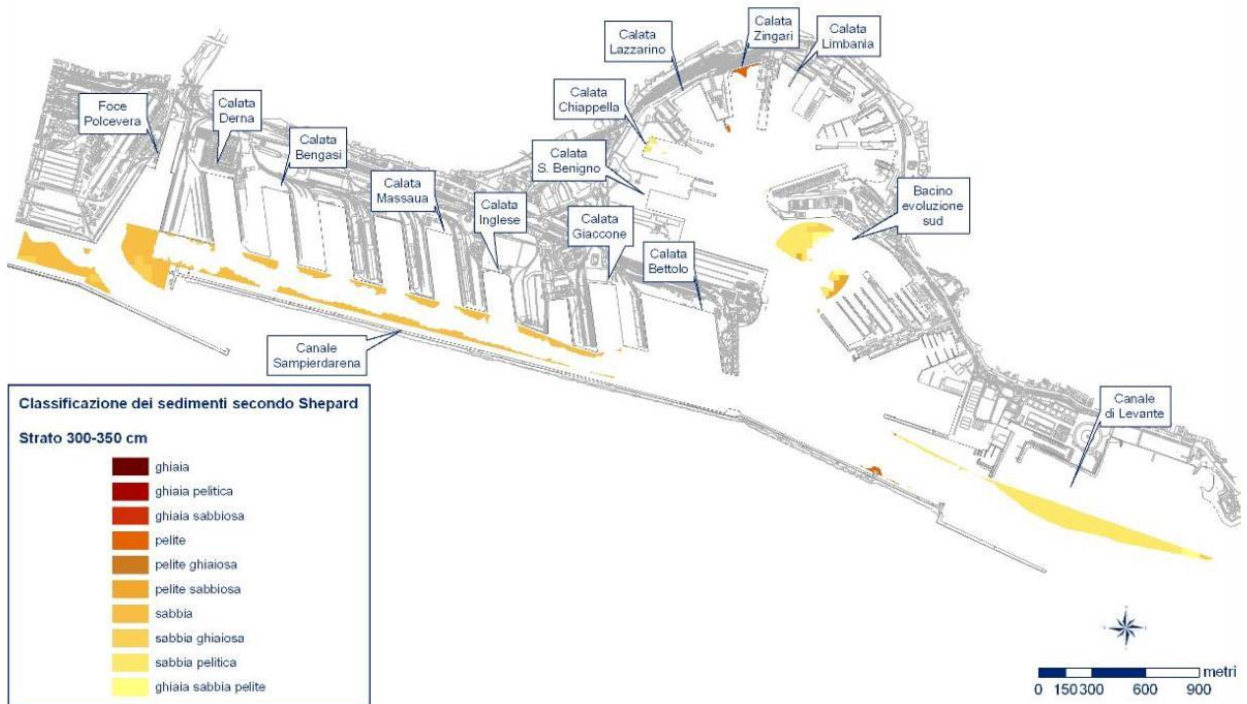 Calata
Zingari
Calata
Lazzarino
Calata
Limbania
Foce
Polcevera
Calata
Derna
Calata
Chiappella
Calata
Bengasi
Calata
S. Benigno
Calata
Massaua
Calata
Inglese
Calata
Giaccone
Bacino
evoluzione
sud
Calata
Bettolo
Canale
Sampierdarena
Canale
di Levante
Classificazione dei sedimenti secondo Shepard
Strato 300-350 cm
ghiaia
ghiaia pelitica
ghiaia sabbiosa
pelite
pelite ghiaiosa
pelite sabbiosa
sabbia
sabbia ghiaiosa
sabbia pelitica
ghiaia sabbia pelite
metri
0 150 300 600 900